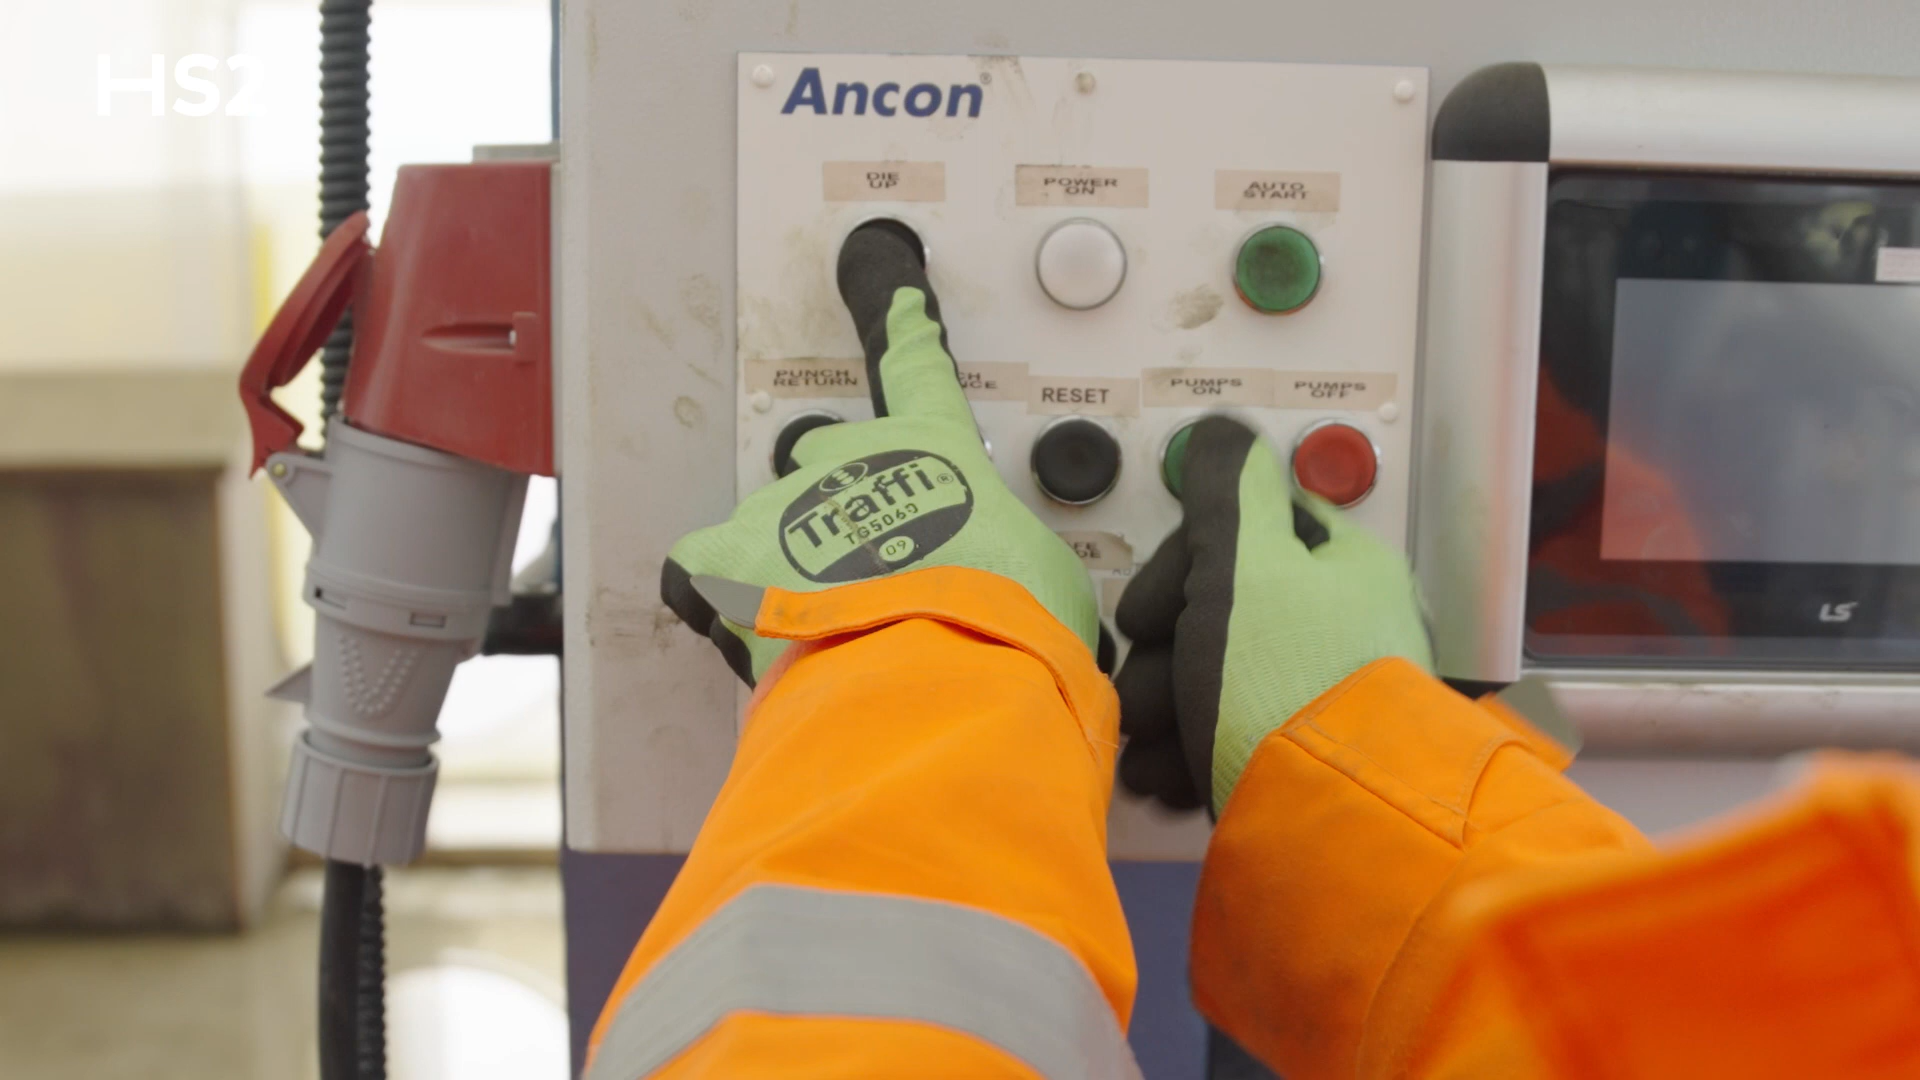 HS2
Ancon®
DIE
UP
POWER
ON
AUTO
START
PUNCH
RETURN
RESET
PUMPS
ON
PUMPS
OFF
Traffi®
TG5060
09
LS